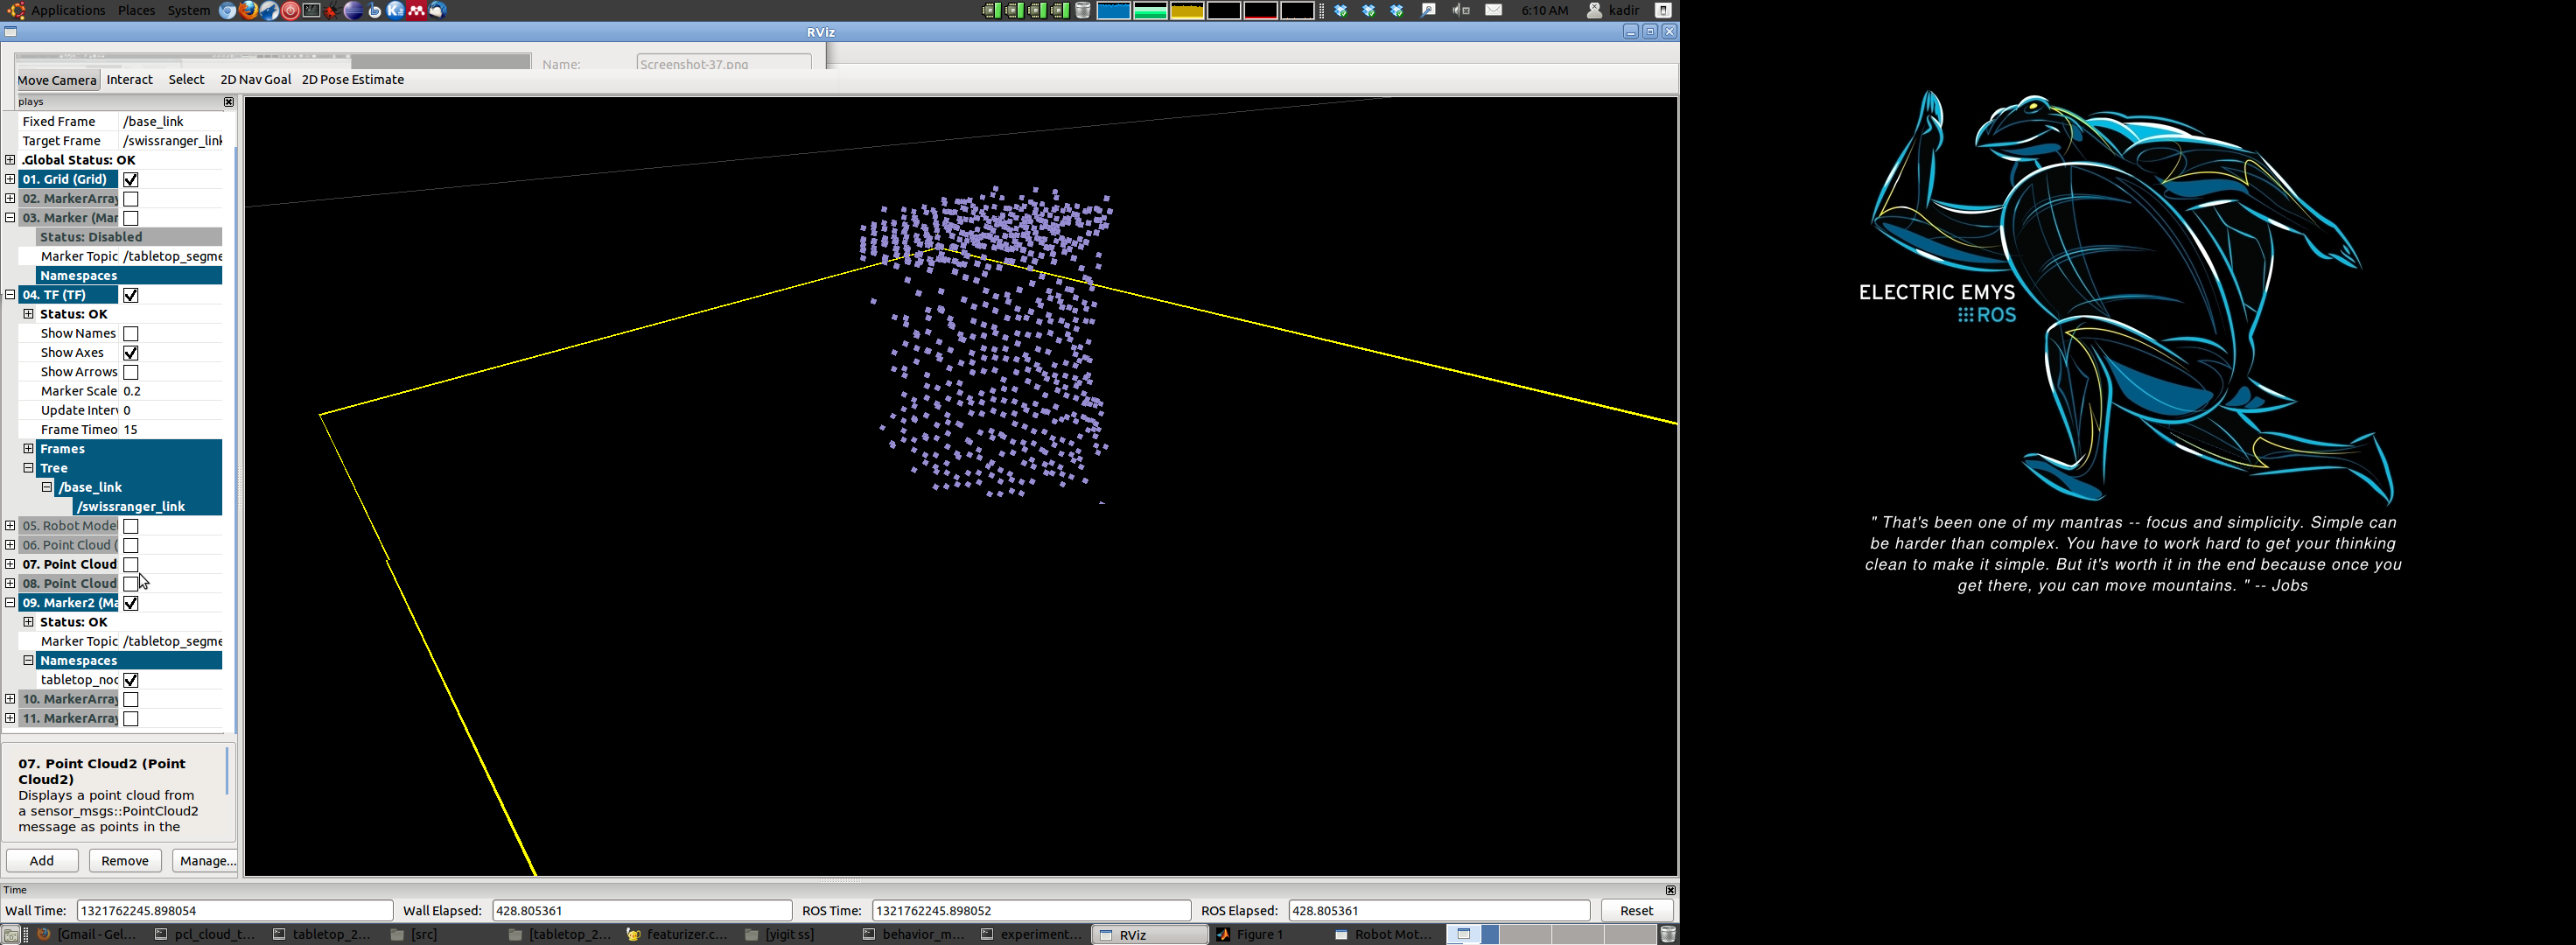 Applications Places System
6:10 AM kadir
RViz
Name: Screenshot-37.png
Move Camera Interact Select 2D Nav Goal 2D Pose Estimate
plays
Fixed Frame /base_link
Target Frame /swissranger_link
.Global Status: OK
01. Grid (Grid)
02. MarkerArray
03. Marker (Mar
Status: Disabled
Marker Topic /tabletop_segme
Namespaces
04. TF (TF)
Status: OK
Show Names
Show Axes
Show Arrows
Marker Scale 0.2
Update Interv 0
Frame Timeo 15
Frames
Tree
/base_link
/swissranger_link
05. Robot Model
06. Point Cloud (
07. Point Cloud
08. Point Cloud
09. Marker2 (Ma
Status: OK
Marker Topic /tabletop_segme
Namespaces
tabletop_noc
10. MarkerArray
11. MarkerArray
07. Point Cloud2 (Point
Cloud2)
Displays a point cloud from
a sensor_msgs::PointCloud2
message as points in the
Add Remove Manage...
Time
Wall Time: 1321762245.898054 Wall Elapsed: 428.805361 ROS Time: 1321762245.898052 ROS Elapsed: 428.805361 Reset
[Gmail - Gel... pcl_cloud_t... tabletop_2... [src] [tabletop_2... featurizer.c... [yigit ss] behavior_m... experiment... RViz Figure 1 Robot Mot...
ELECTRIC EMYS
ROS
" That's been one of my mantras -- focus and simplicity. Simple can
be harder than complex. You have to work hard to get your thinking
clean to make it simple. But it's worth it in the end because once you
get there, you can move mountains. " -- Jobs